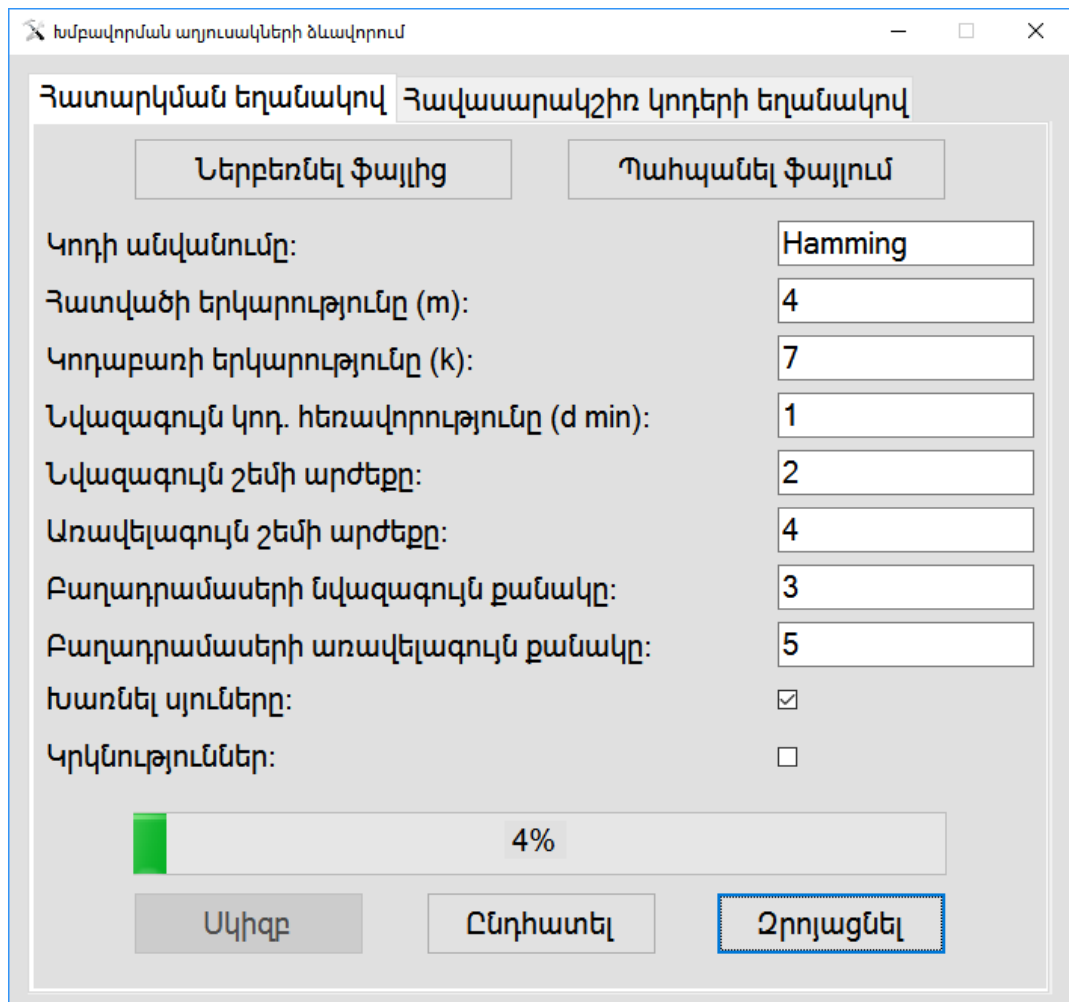 Խմբավորման աղյուսակների ձևավորում
Հատարկման եղանակով Հավասարակշիռ կոդերի եղանակով
Ներբեռնել ֆայլից Պահպանել ֆայլում
Կոդի անվանումը: Hamming
Հատվածի երկարությունը (m): 4
Կոդաբառի երկարությունը (k): 7
Նվազագույն կոդ. հեռավորությունը (d min): 1
Նվազագույն շեմի արժեքը: 2
Առավելագույն շեմի արժեքը: 4
Բաղադրամասերի նվազագույն քանակը: 3
Բաղադրամասերի առավելագույն քանակը: 5
Խառնել սյուները:
Կրկնություններ:
4%
Սկիզբ Ընդհատել Զրոյացնել